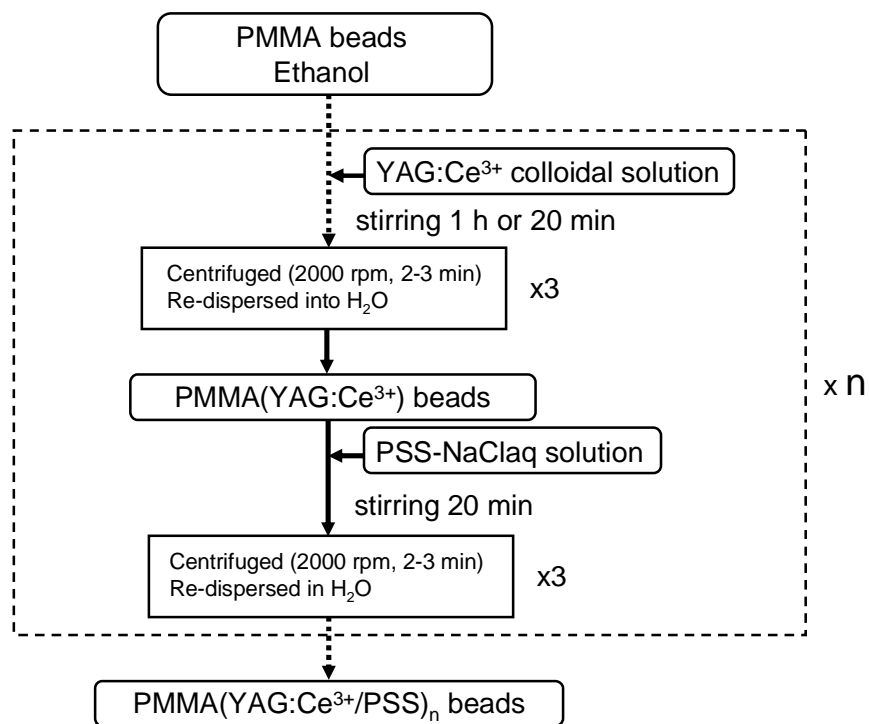 PMMA beads
Ethanol
YAG:Ce³⁺ colloidal solution
stirring 1 h or 20 min
Centrifuged (2000 rpm, 2-3 min)
Re-dispersed into H₂O
x3
PMMA(YAG:Ce³⁺) beads
x n
PSS-NaClaq solution
stirring 20 min
Centrifuged (2000 rpm, 2-3 min)
Re-dispersed in H₂O
x3
PMMA(YAG:Ce³⁺/PSS)ₙ beads